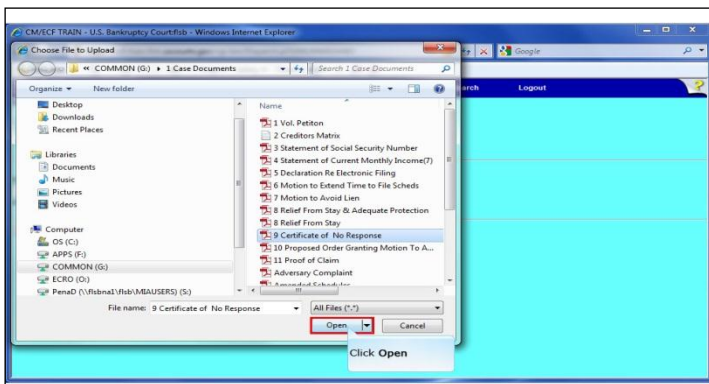 CM/ECF TRAIN - U.S. Bankruptcy Court:flsb - Windows Internet Explorer
Choose File to Upload
Google
« COMMON (G:) ▸ 1 Case Documents
Search 1 Case Documents
Organize
New folder
arch
Logout
Desktop
Downloads
Recent Places
Libraries
Documents
Music
Pictures
Videos
Computer
OS (C:)
APPS (F:)
COMMON (G:)
ECRO (O:)
PenaD (\\flsbna1\flsb\MIAUSERS) (S:)
Name
1 Vol. Petiton
2 Creditors Matrix
3 Statement of Social Security Number
4 Statement of Current Monthly Income(7)
5 Declaration Re Electronic Filing
6 Motion to Extend Time to File Scheds
7 Motion to Avoid Lien
8 Relief From Stay & Adequate Protection
8 Relief From Stay
9 Certificate of No Response
10 Proposed Order Granting Motion To A...
11 Proof of Claim
Adversary Complaint
Amended Schedules
File name:
9 Certificate of No Response
All Files (*.*)
Open
Cancel
Click Open